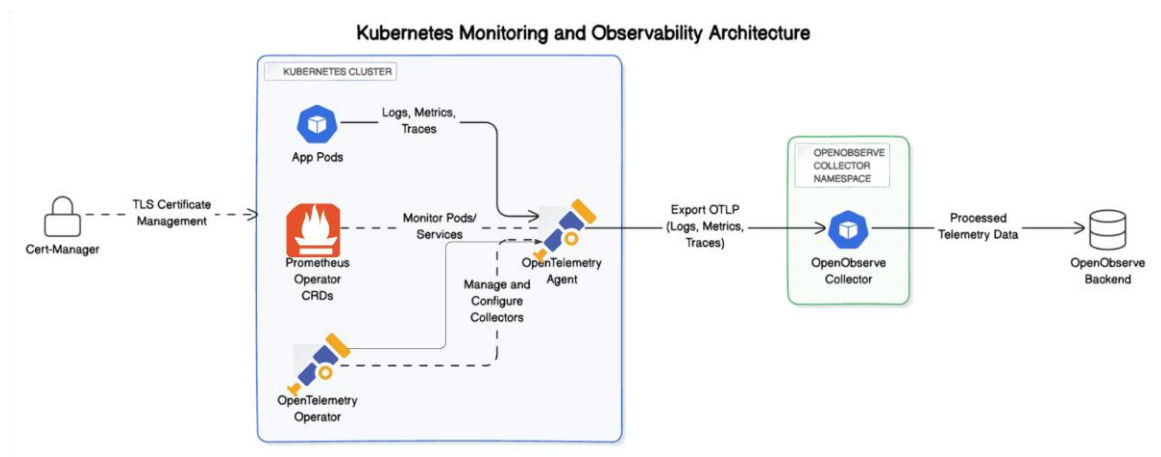 Kubernetes Monitoring and Observability Architecture
KUBERNETES CLUSTER
Logs, Metrics,
Traces
App Pods
TLS Certificate
Management
Cert-Manager
Monitor Pods/
Services
Prometheus
Operator
CRDs
OpenTelemetry
Agent
Manage and
Configure
Collectors
OpenTelemetry
Operator
Export OTLP
(Logs, Metrics,
Traces)
OPENOBSERVE
COLLECTOR
NAMESPACE
OpenObserve
Collector
Processed
Telemetry Data
OpenObserve
Backend